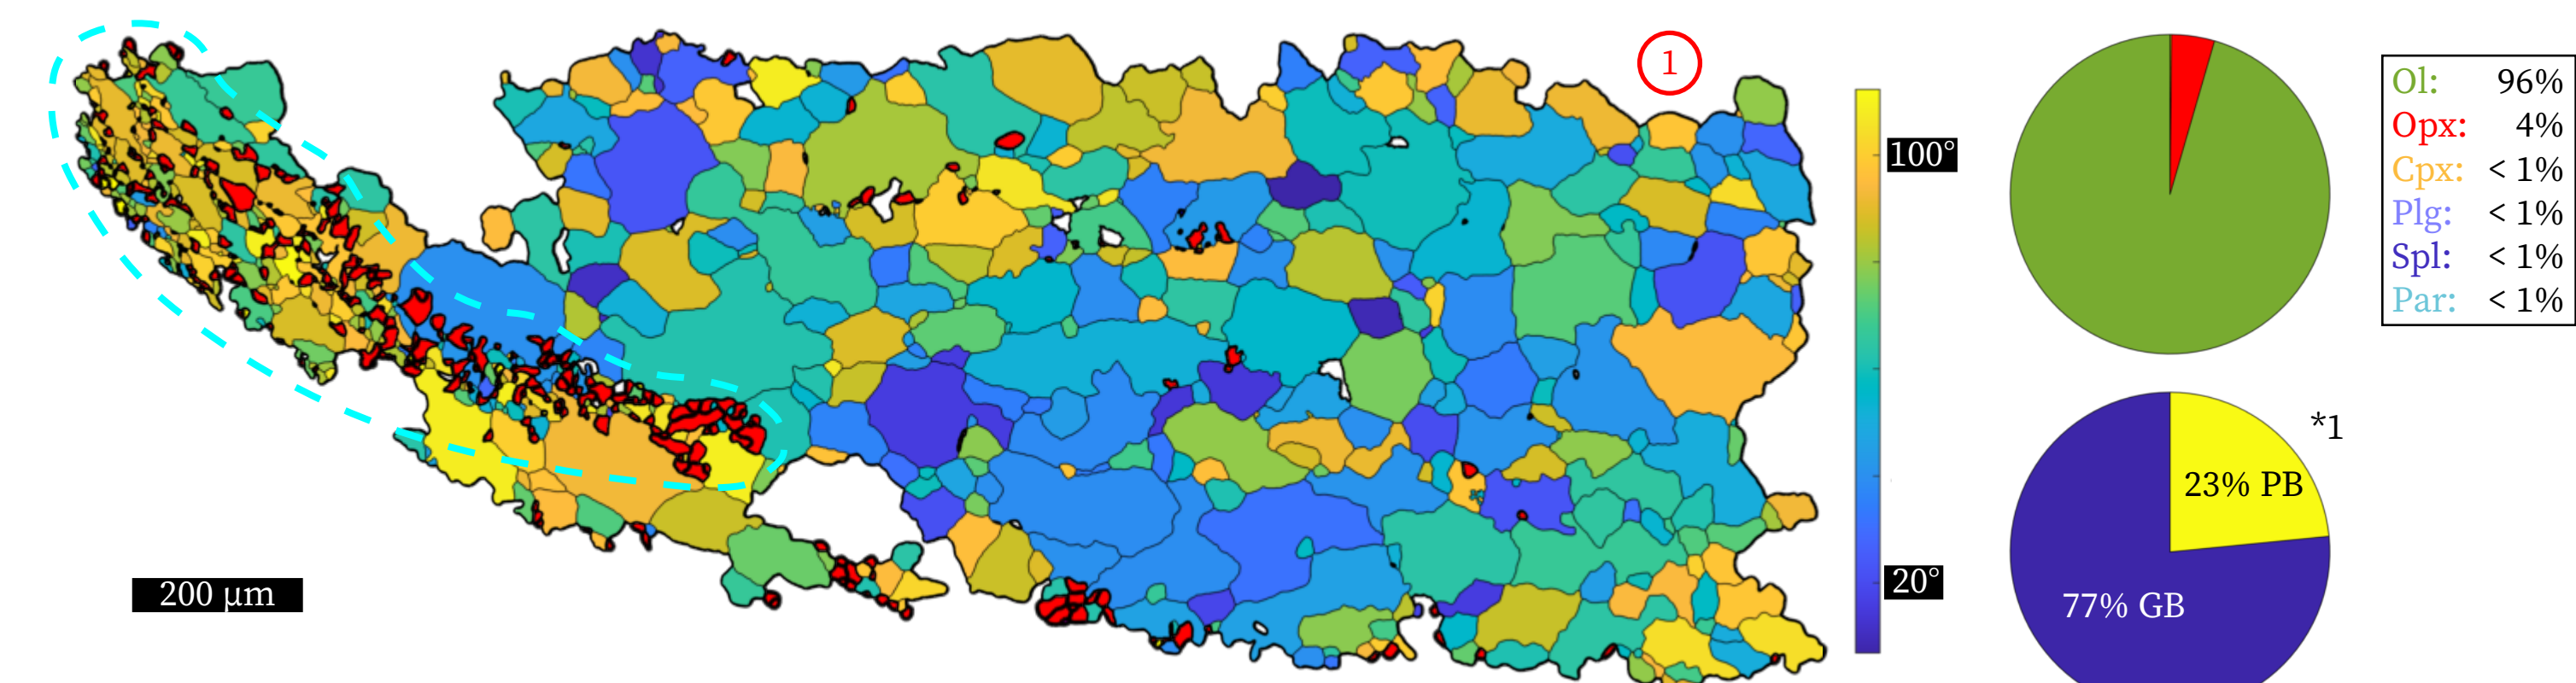 1
100°
20°
200 µm
Ol: 96%
Opx: 4%
Cpx: < 1%
Plg: < 1%
Spl: < 1%
Par: < 1%
*1
23% PB
77% GB